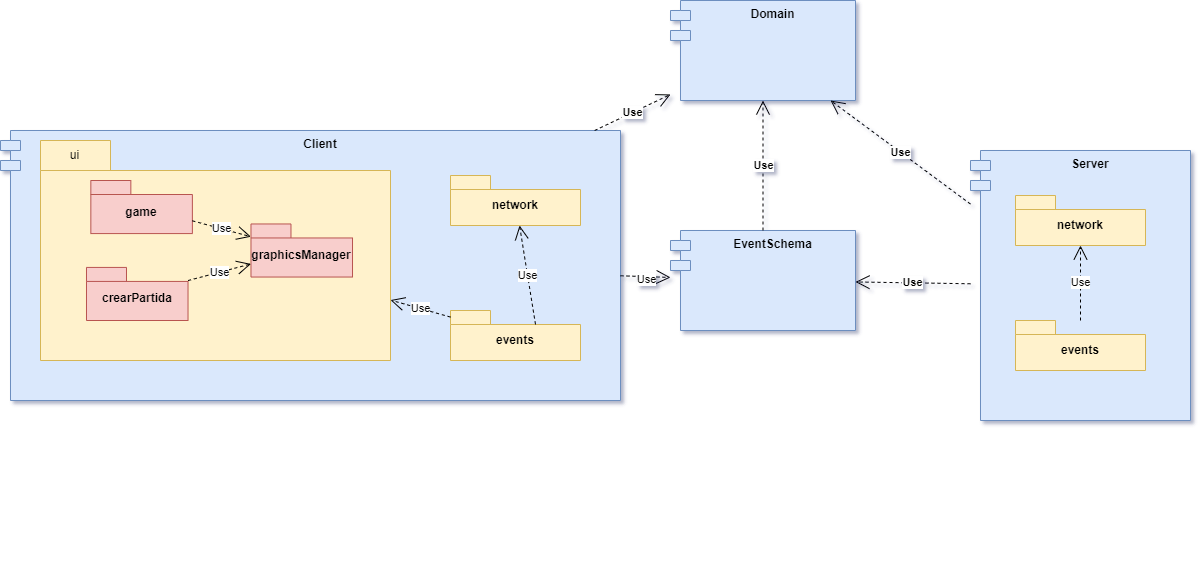 Domain
Use
Client
ui
game
Use
graphicsManager
Use
crearPartida
network
Use
Use
events
Use
Use
EventSchema
Use
Use
Server
network
Use
events